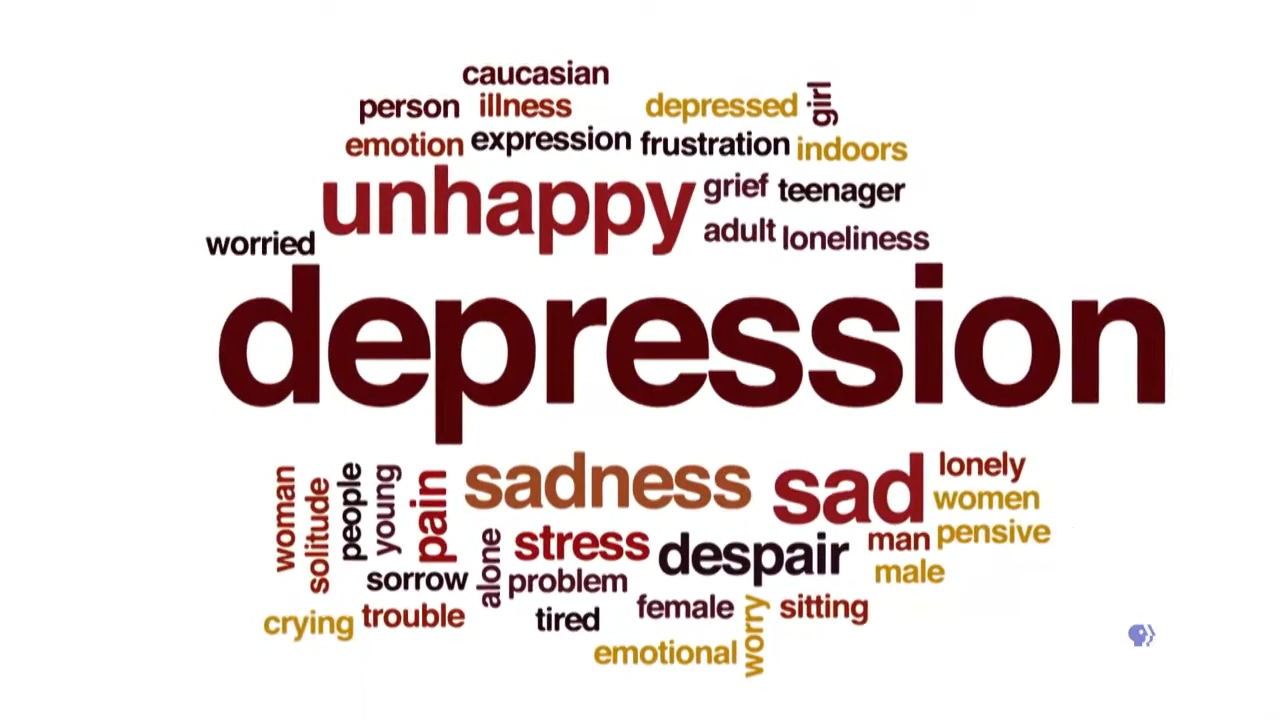 caucasian
person illness depressed girl
emotion expression frustration indoors
unhappy grief teenager
worried adult loneliness
depression
woman solitude people young pain sadness sad lonely
women
alone stress despair man pensive
sorrow problem male
crying trouble tired female worry sitting
emotional